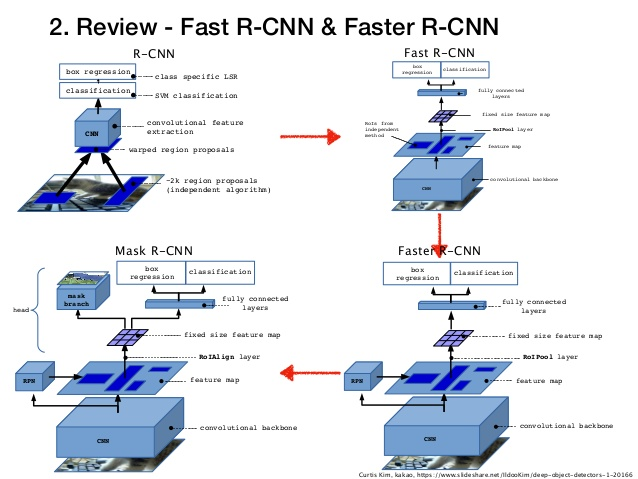 2. Review - Fast R-CNN & Faster R-CNN
R-CNN
box regression
class specific LSR
classification
SVM classification
CNN
convolutional feature
extraction
warped region proposals
~2k region proposals
(independent algorithm)
Fast R-CNN
box
regression
classification
fully connected
layers
fixed size feature map
RoIs from
independent
method
RoIPool layer
feature map
CNN
convolutional backbone
Mask R-CNN
box
regression
classification
head
mask
branch
fully connected
layers
fixed size feature map
RoIAlign layer
RPN
feature map
convolutional backbone
CNN
Faster R-CNN
box
regression
classification
fully connected
layers
fixed size feature map
RoIPool layer
RPN
feature map
convolutional backbone
CNN
Curtis Kim, kakao, https://www.slideshare.net/IldooKim/deep-object-detectors-1-20166